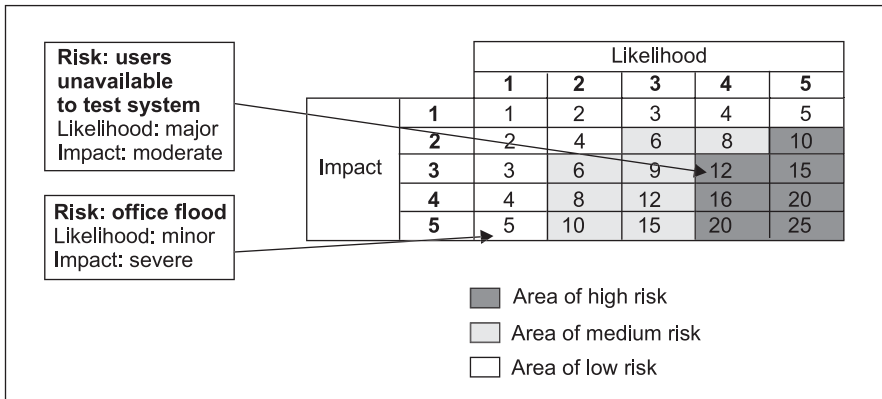 Risk: users
unavailable
to test system
Likelihood: major
Impact: moderate
Risk: office flood
Likelihood: minor
Impact: severe
Likelihood
1 2 3 4 5
Impact
1 1 2 3 4 5
2 2 4 6 8 10
3 3 6 9 12 15
4 4 8 12 16 20
5 5 10 15 20 25
Area of high risk
Area of medium risk
Area of low risk